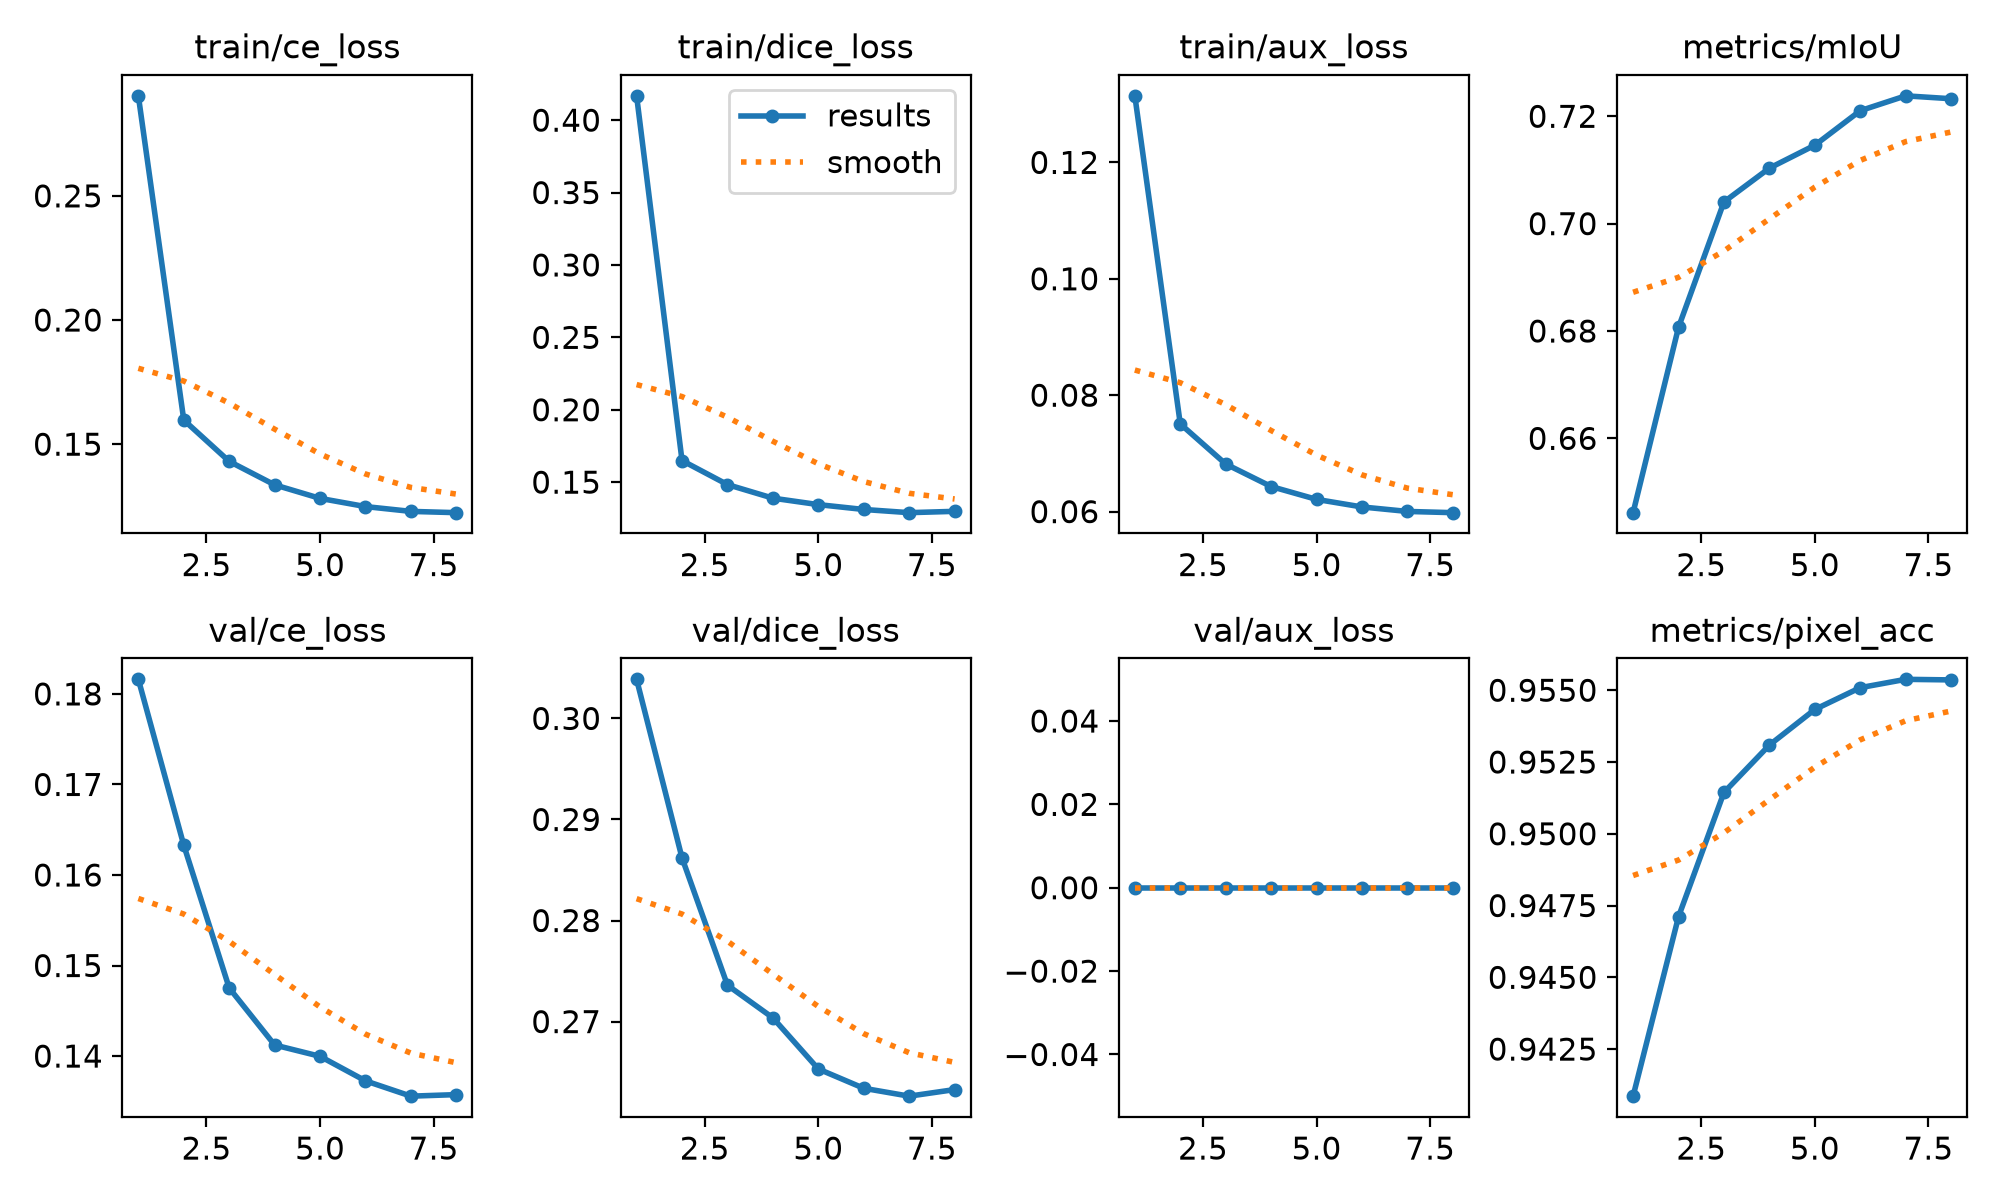 train/ce_loss
0.25
0.20
0.15
2.5 5.0 7.5
train/dice_loss
results
smooth
0.40
0.35
0.30
0.25
0.20
0.15
2.5 5.0 7.5
train/aux_loss
0.12
0.10
0.08
0.06
2.5 5.0 7.5
metrics/mIoU
0.72
0.70
0.68
0.66
2.5 5.0 7.5
val/ce_loss
0.18
0.17
0.16
0.15
0.14
2.5 5.0 7.5
val/dice_loss
0.30
0.29
0.28
0.27
2.5 5.0 7.5
val/aux_loss
0.04
0.02
0.00
−0.02
−0.04
2.5 5.0 7.5
metrics/pixel_acc
0.9550
0.9525
0.9500
0.9475
0.9450
0.9425
2.5 5.0 7.5